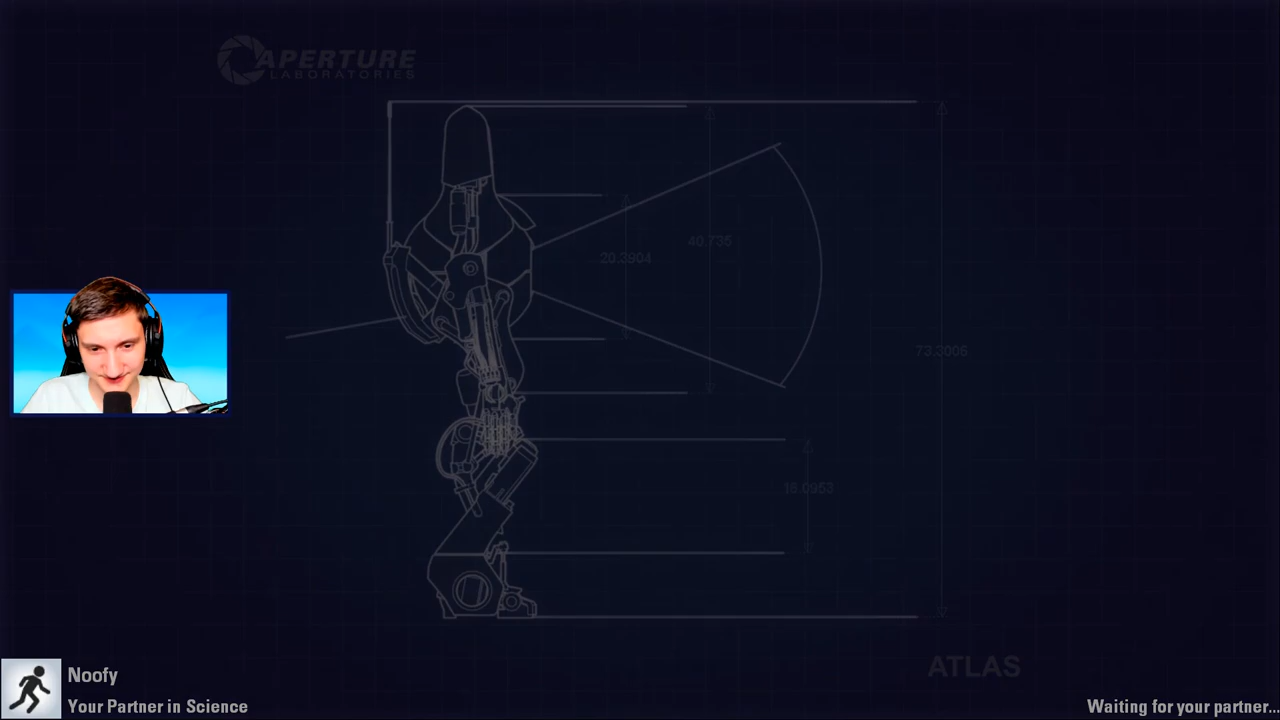 APERTURE
LABORATORIES
40.735
20.3904
73.3006
16.0953
ATLAS
Noofy
Your Partner in Science
Waiting for your partner...